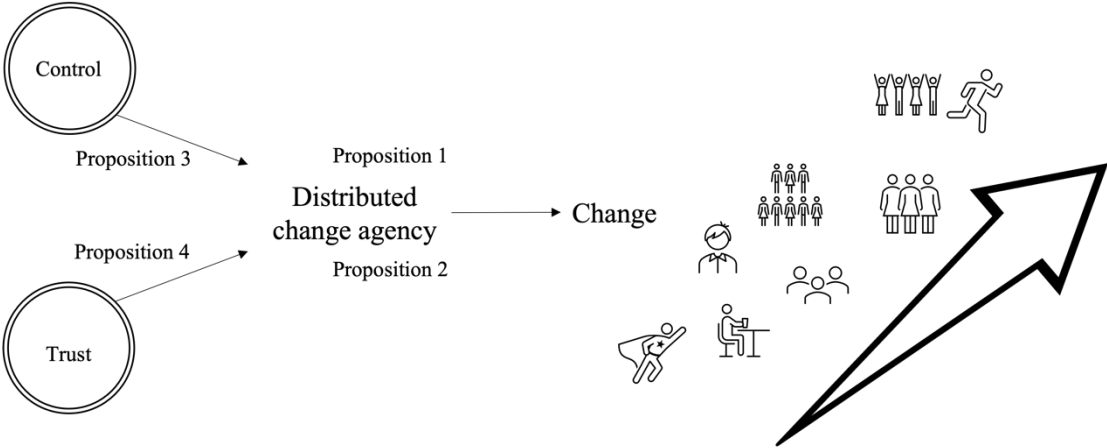 Control
Proposition 3
Proposition 1
Distributed
change agency
Change
Proposition 4
Proposition 2
Trust